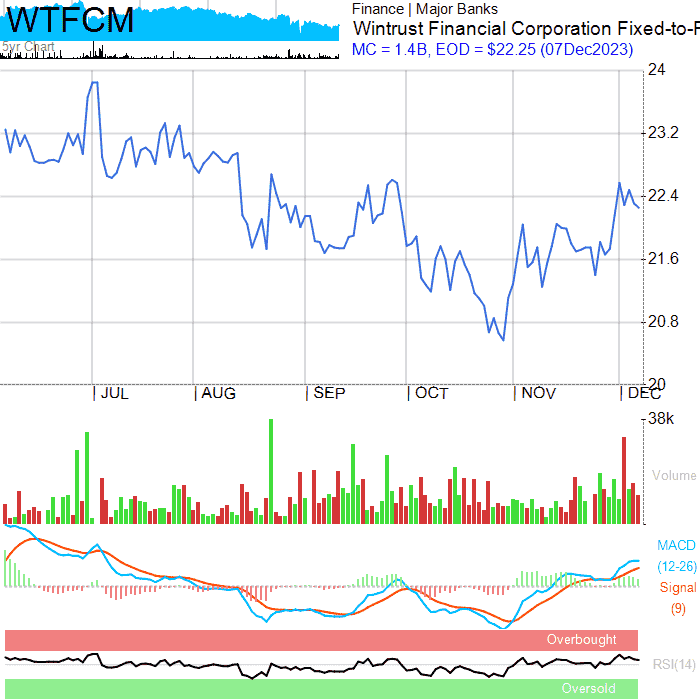 WTFCM
5yr Chart
Finance | Major Banks
Wintrust Financial Corporation Fixed-to-F
MC = 1.4B, EOD = $22.25 (07Dec2023)
24
23.2
22.4
21.6
20.8
20
JUL AUG SEP OCT NOV DEC
38k
Volume
MACD
(12-26)
Signal
(9)
Overbought
RSI(14)
Oversold